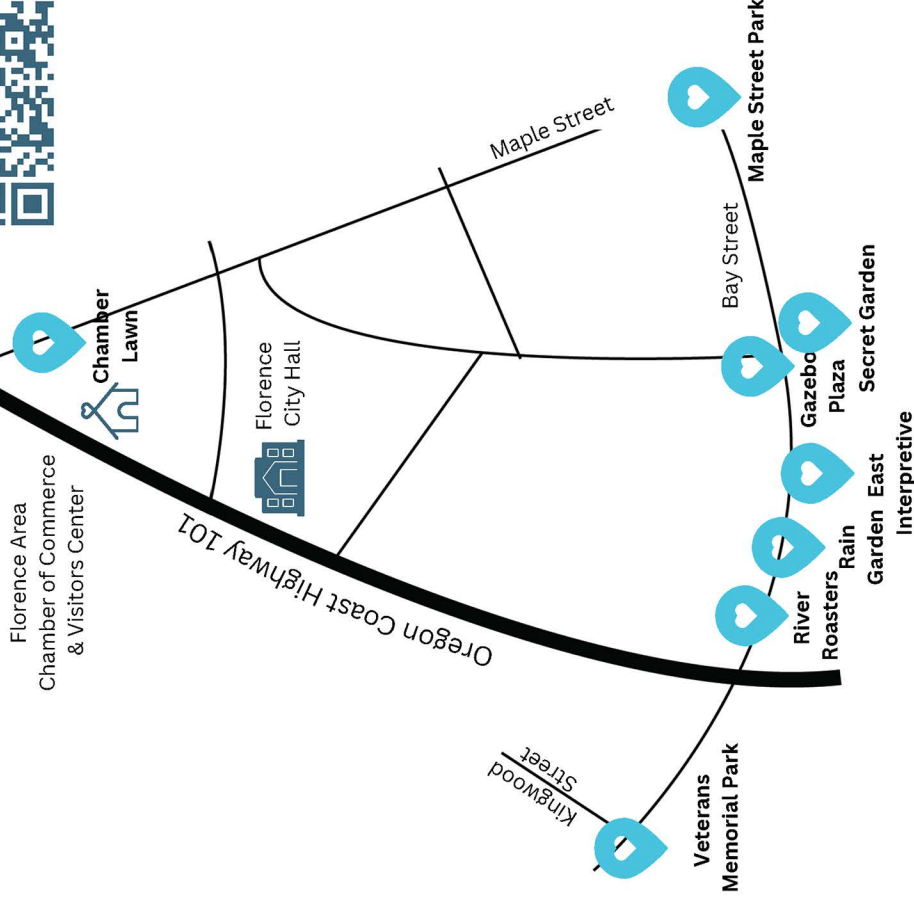 Florence Area
Chamber of Commerce
& Visitors Center
Chamber
Lawn
Oregon Coast Highway 101
Florence
City Hall
Kingwood
Street
Maple Street
Veterans
Memorial Park
Bay Street
Maple Street Park
River
Roasters
Rain
Garden
East
Interpretive
Gazebo
Plaza
Secret Garden